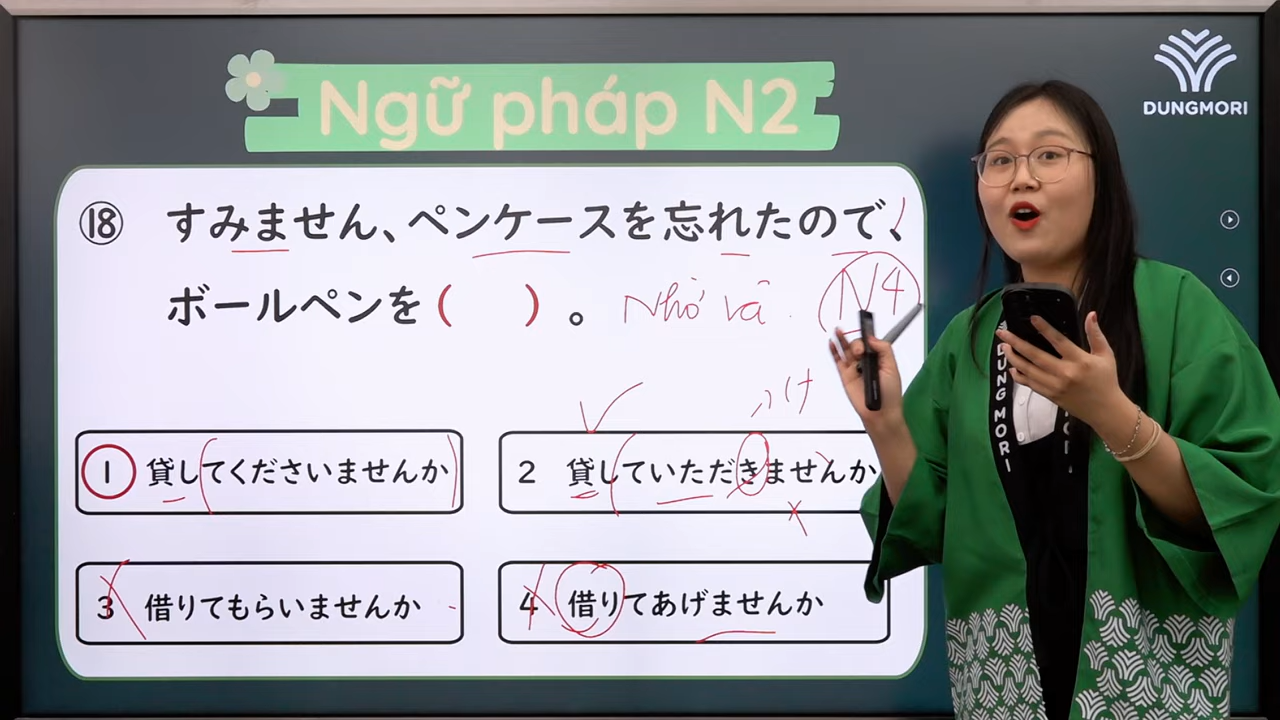 DUNGMORI
Ngữ pháp N2
⑱ すみません、ペンケースを忘れたので、
ボールペンを( )。
Nhờ vả.
N4
け
1 貸してくださいませんか
2 貸していただきませんか
3 借りてもらいませんか
4 借りてあげませんか
DUNG MORI